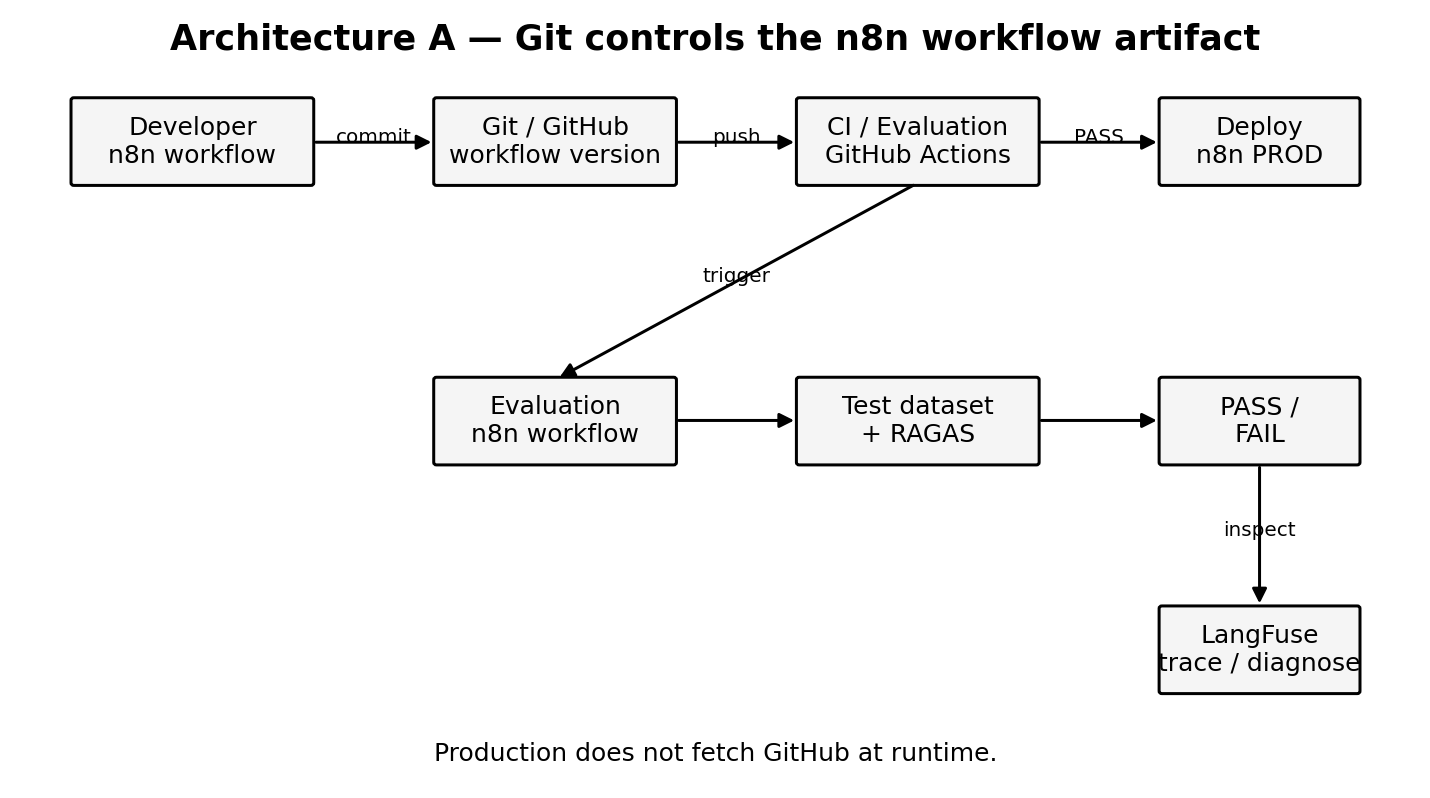 Architecture A — Git controls the n8n workflow artifact
Developer
n8n workflow
commit
Git / GitHub
workflow version
push
CI / Evaluation
GitHub Actions
PASS
Deploy
n8n PROD
trigger
Evaluation
n8n workflow
Test dataset
+ RAGAS
PASS /
FAIL
inspect
LangFuse
trace / diagnose
Production does not fetch GitHub at runtime.